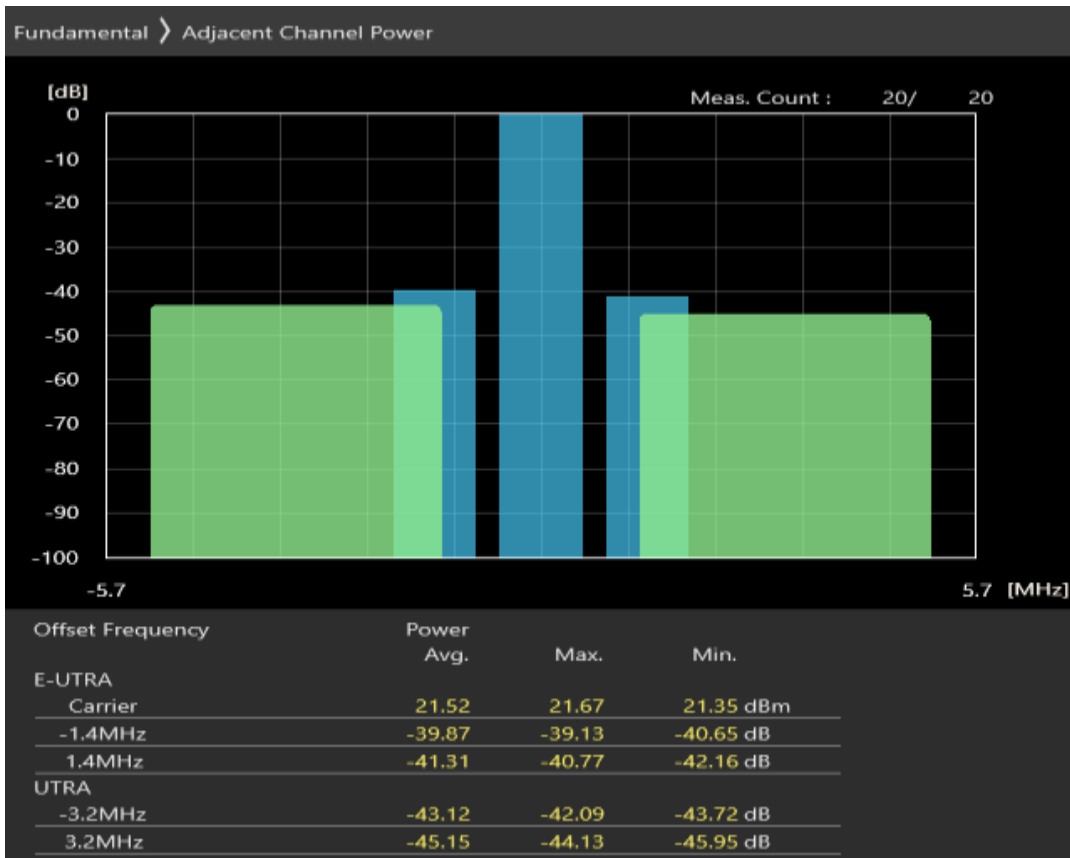 Fundamental 〉 Adjacent Channel Power
[dB]
Meas. Count : 20/ 20
0
-10
-20
-30
-40
-50
-60
-70
-80
-90
-100
-5.7 5.7 [MHz]
Offset Frequency Power
Avg. Max. Min.
E-UTRA
Carrier 21.52 21.67 21.35 dBm
-1.4MHz -39.87 -39.13 -40.65 dB
1.4MHz -41.31 -40.77 -42.16 dB
UTRA
-3.2MHz -43.12 -42.09 -43.72 dB
3.2MHz -45.15 -44.13 -45.95 dB